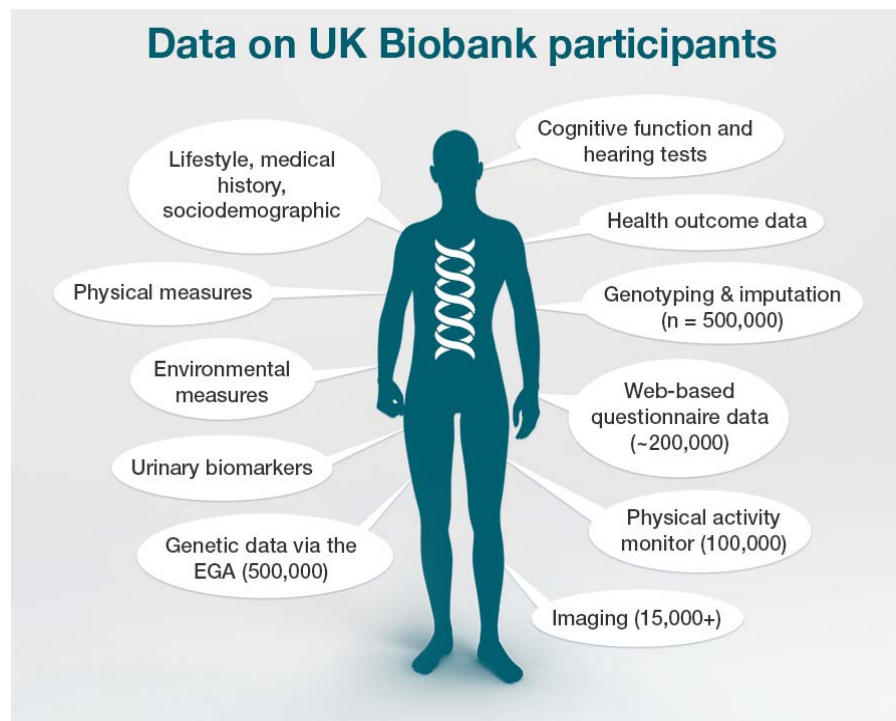 Data on UK Biobank participants
Lifestyle, medical
history,
sociodemographic
Physical measures
Environmental
measures
Urinary biomarkers
Genetic data via the
EGA (500,000)
Cognitive function and
hearing tests
Health outcome data
Genotyping & imputation
(n = 500,000)
Web-based
questionnaire data
(~200,000)
Physical activity
monitor (100,000)
Imaging (15,000+)